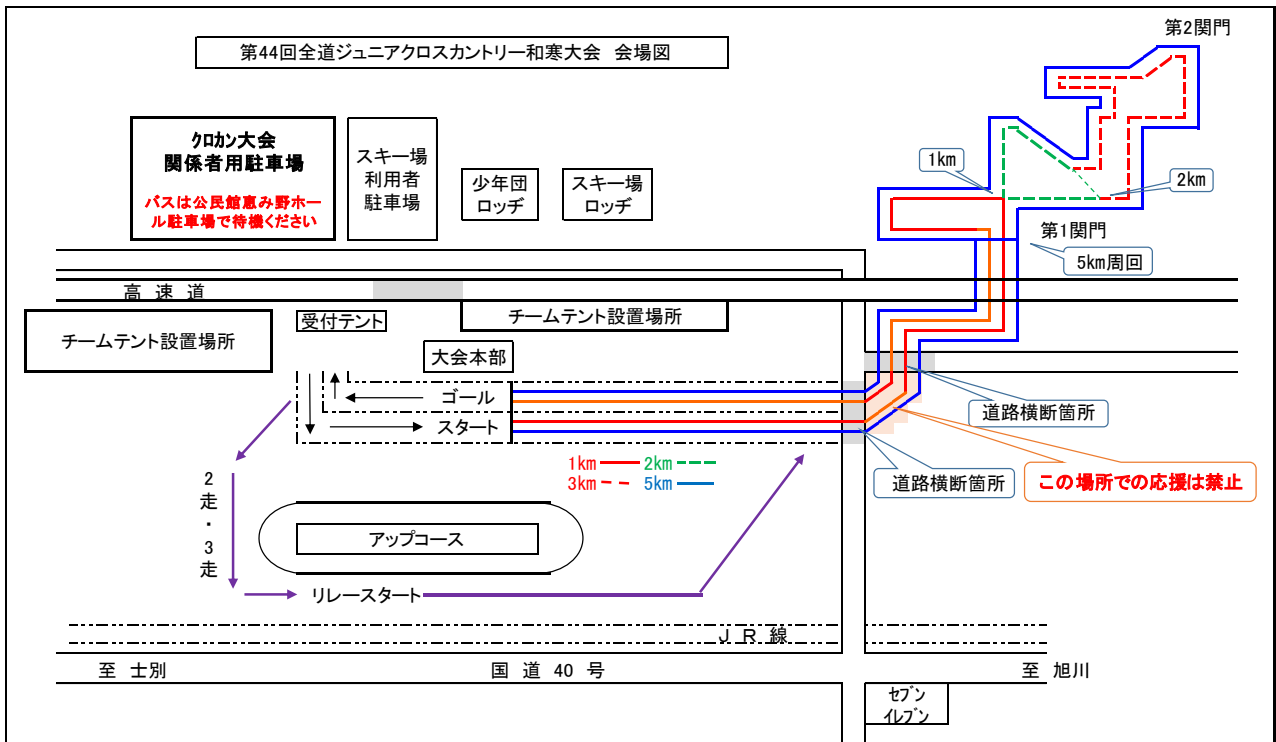 第44回全道ジュニアクロスカントリー和寒大会 会場図
第2関門
クロカン大会
関係者用駐車場
バスは公民館恵み野ホー
ル駐車場で待機ください
スキー場
利用者
駐車場
少年団
ロッヂ
スキー場
ロッヂ
1km
2km
第1関門
5km周回
高 速 道
チームテント設置場所
受付テント
チームテント設置場所
大会本部
ゴール
スタート
道路横断箇所
道路横断箇所
この場所での応援は禁止
1km 2km
3km 5km
2
走
・
3
走
アップコース
リレースタート
JR線
至 士別
国 道 40 号
至 旭川
セブン
イレブン